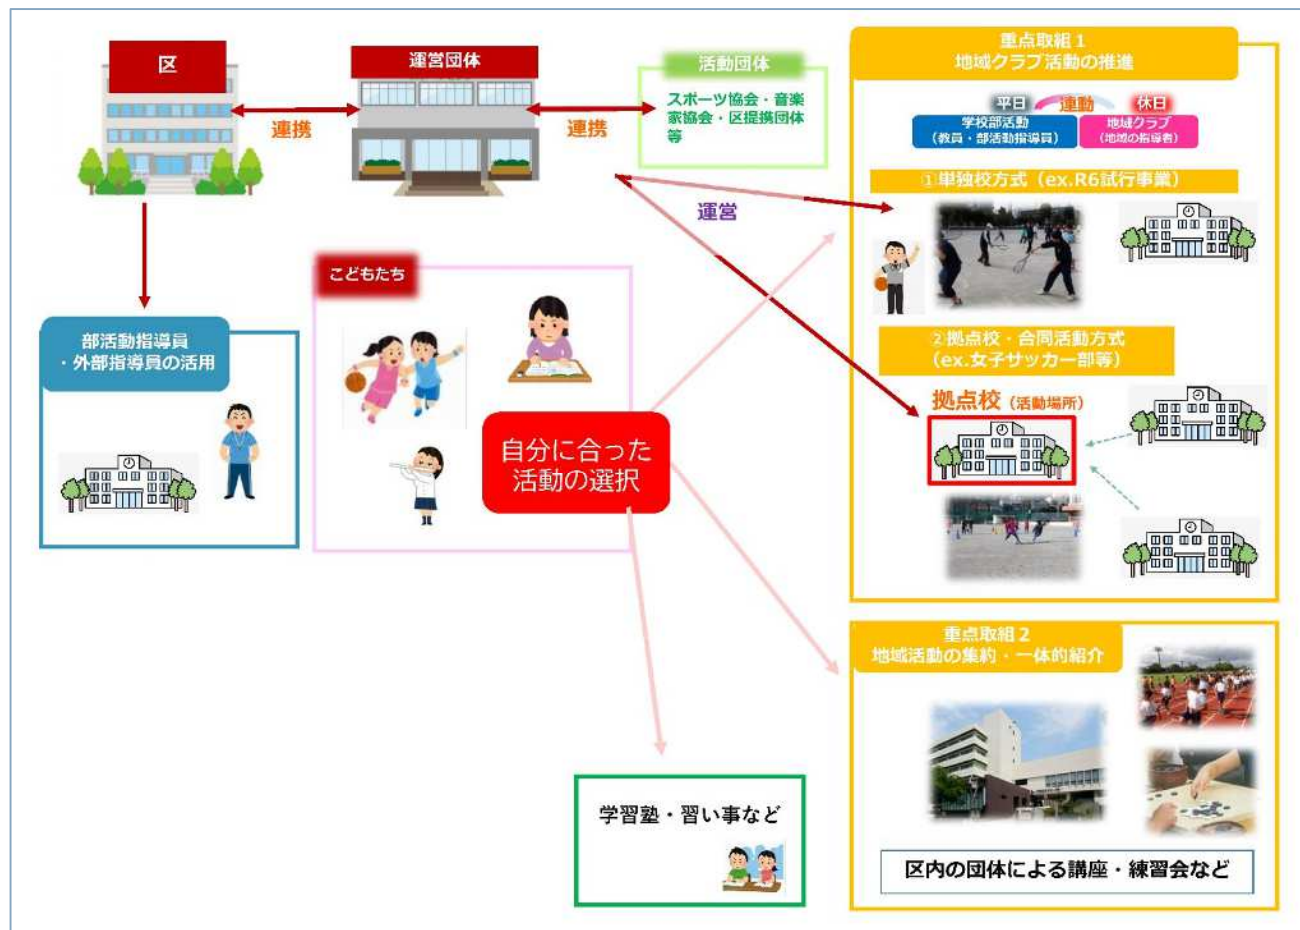 区
運営団体
連携
連携
活動団体
スポーツ協会・音楽
家協会・区提携団体
等
重点取組1
地域クラブ活動の推進
平日
連動
休日
学校部活動
(教員・部活動指導員)
地域クラブ
(地域の指導者)
①単独校方式(ex.R6試行事業)
運営
こどもたち
部活動指導員
・外部指導員の活用
②拠点校・合同活動方式
(ex.女子サッカー部等)
拠点校(活動場所)
自分に合った
活動の選択
重点取組2
地域活動の集約・一体的紹介
学習塾・習い事など
区内の団体による講座・練習会など